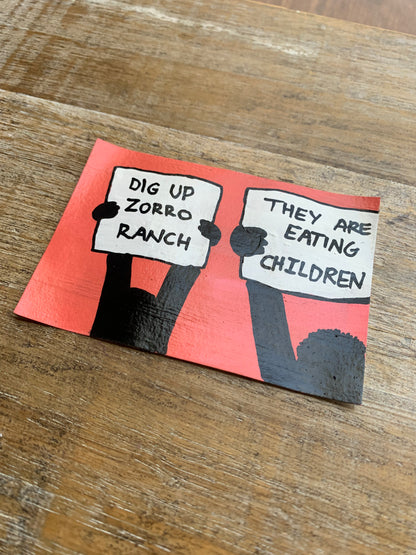 DIG UP
ZORRO
RANCH
THEY ARE
EATING
CHILDREN